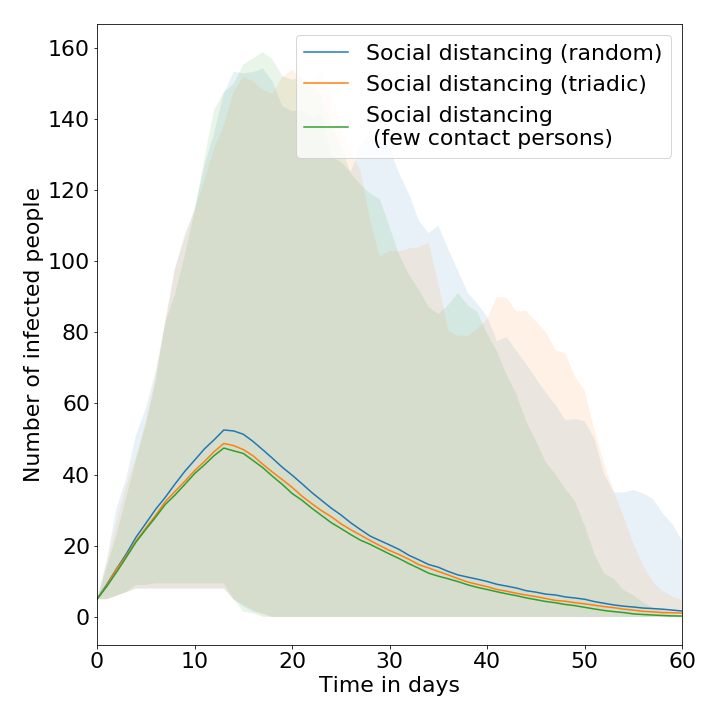 Social distancing (random)
Social distancing (triadic)
Social distancing
(few contact persons)
Number of infected people
160
140
120
100
80
60
40
20
0
0 10 20 30 40 50 60
Time in days